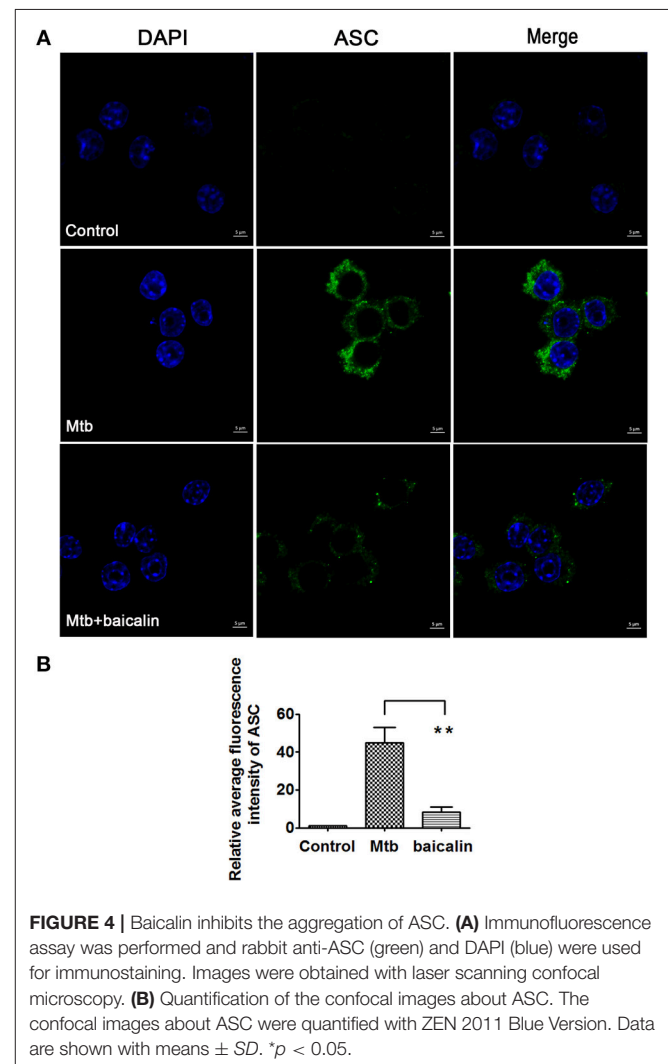 A
DAPI ASC Merge
Control 5 µm 5 µm 5 µm
Mtb 5 µm 5 µm 5 µm
Mtb+baicalin 5 µm 5 µm 5 µm
B
Relative average fluorescence
intensity of ASC
60
40
20
0
**
Control Mtb baicalin
FIGURE 4 | Baicalin inhibits the aggregation of ASC. (A) Immunofluorescence
assay was performed and rabbit anti-ASC (green) and DAPI (blue) were used
for immunostaining. Images were obtained with laser scanning confocal
microscopy. (B) Quantification of the confocal images about ASC. The
confocal images about ASC were quantified with ZEN 2011 Blue Version. Data
are shown with means ± SD. *p < 0.05.